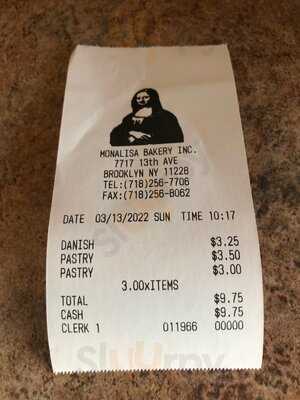 MONALISA BAKERY INC.
7717 13th AVE
BROOKLYN NY 11228
TEL:(718)256-7706
FAX:(718)256-8062
DATE 03/13/2022 SUN TIME 10:17
DANISH $3.25
PASTRY $3.50
PASTRY $3.00
3.00xITEMS
TOTAL $9.75
CASH $9.75
CLERK 1 011966 00000
Sluurpy